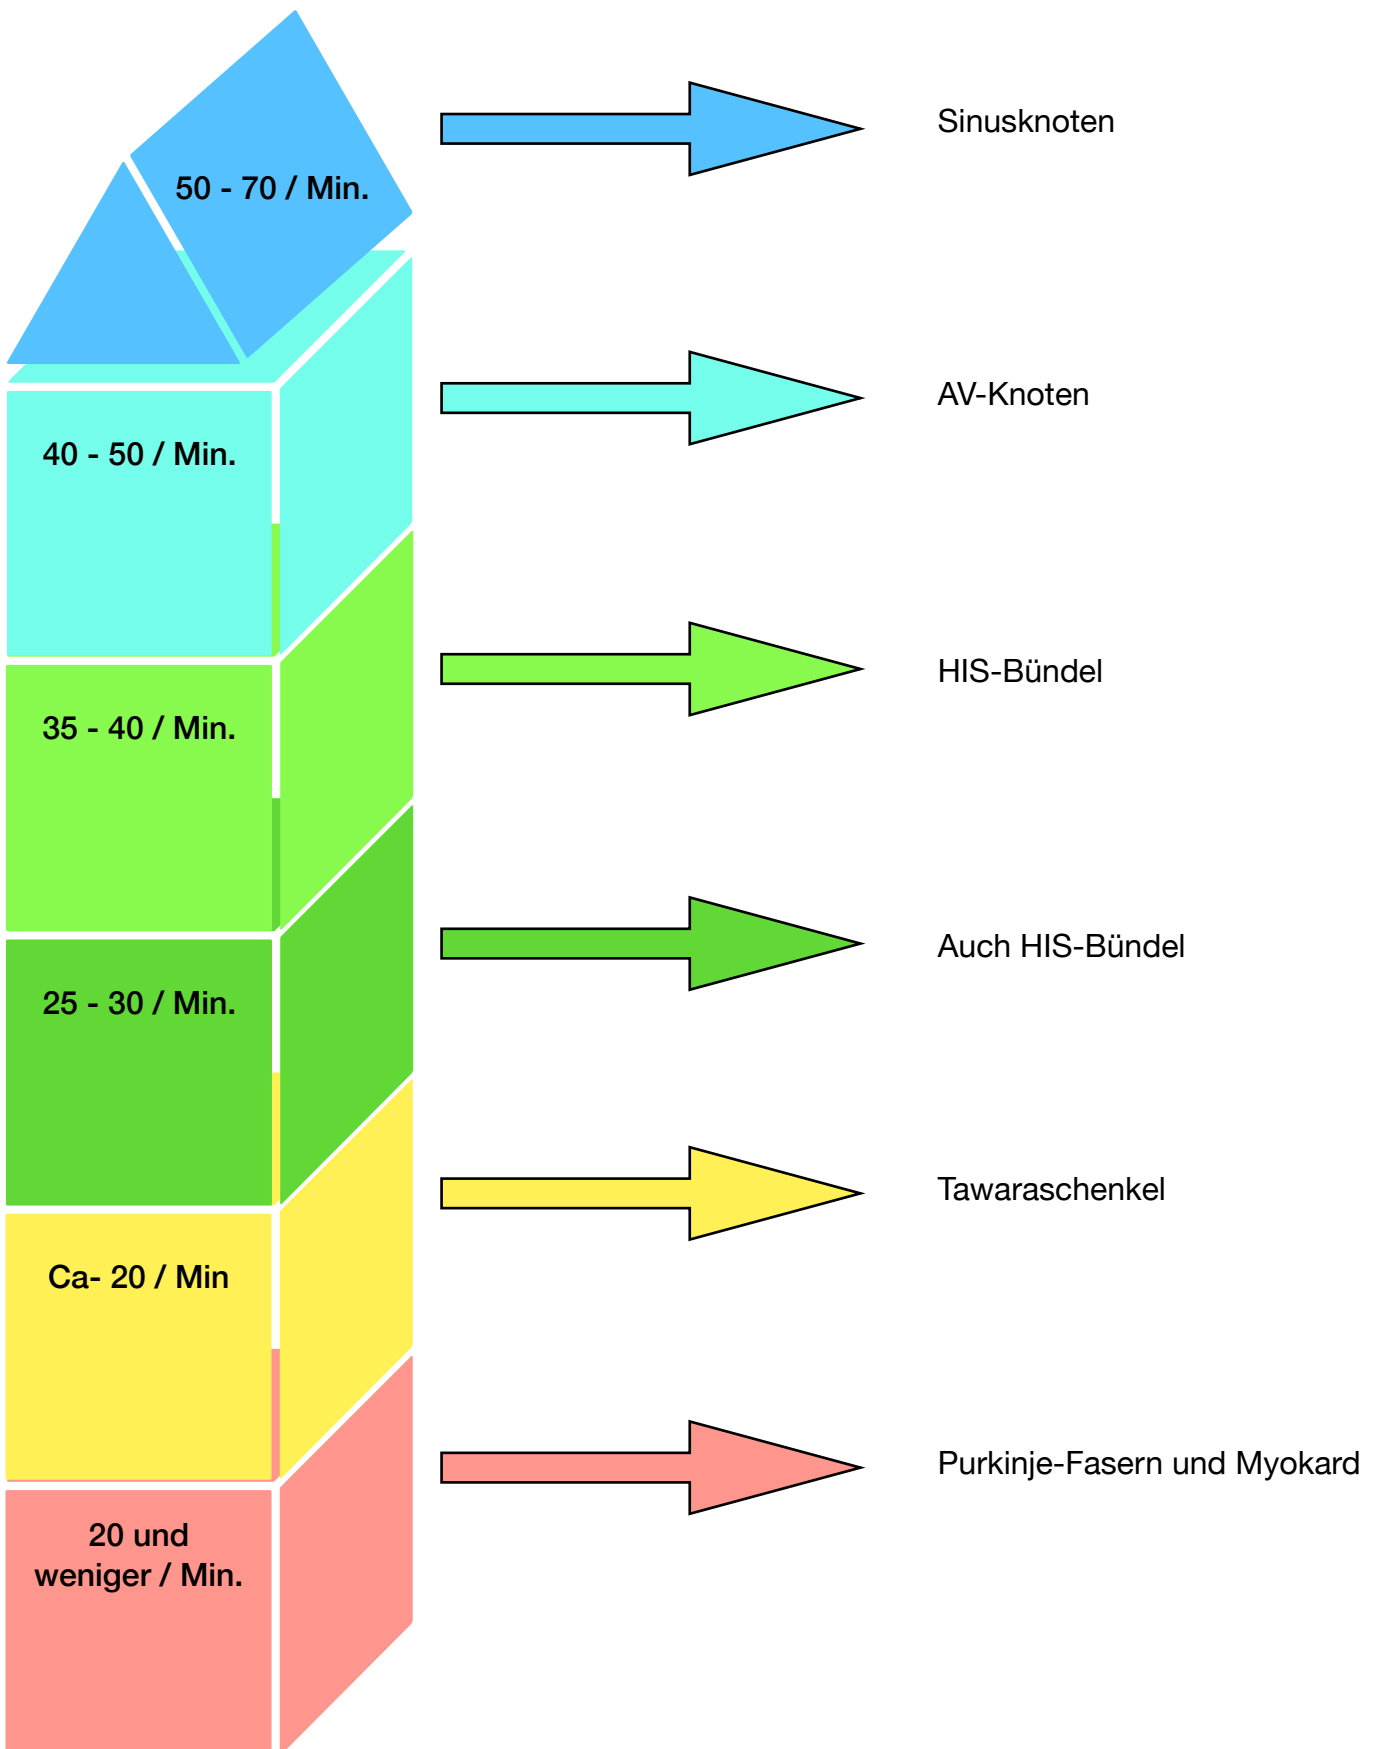 50 - 70 / Min.
Sinusknoten
40 - 50 / Min.
AV-Knoten
35 - 40 / Min.
HIS-Bündel
25 - 30 / Min.
Auch HIS-Bündel
Ca- 20 / Min
Tawaraschenkel
20 und
weniger / Min.
Purkinje-Fasern und Myokard